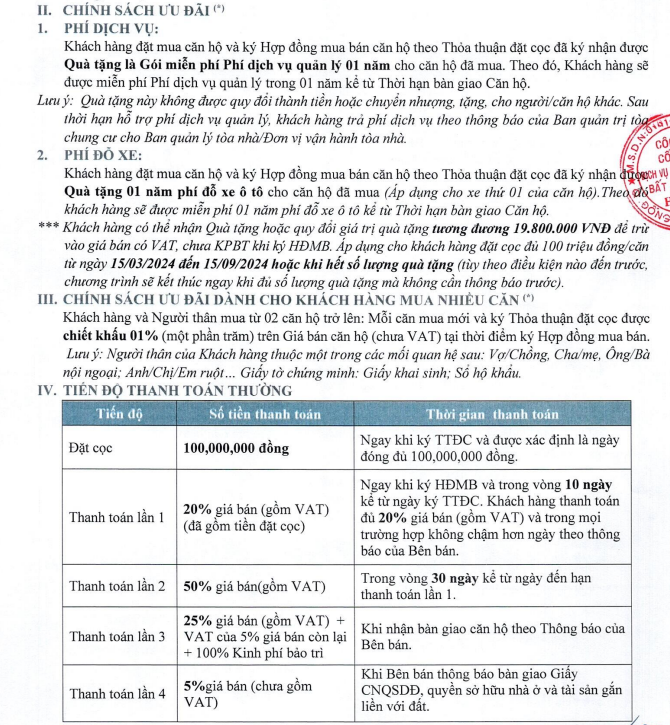 II. CHÍNH SÁCH ƯU ĐÃI (*)
1. PHÍ DỊCH VỤ:
Khách hàng đặt mua căn hộ và ký Hợp đồng mua bán căn hộ theo Thỏa thuận đặt cọc đã ký nhận được
Quà tặng là Gói miễn phí Phí dịch vụ quản lý 01 năm cho căn hộ đã mua. Theo đó, Khách hàng sẽ
được miễn phí Phí dịch vụ quản lý trong 01 năm kể từ Thời hạn bàn giao Căn hộ.
Lưu ý: Quà tặng này không được quy đổi thành tiền hoặc chuyển nhượng, tặng, cho người/căn hộ khác. Sau
thời hạn hỗ trợ phí dịch vụ quản lý, khách hàng trả phí dịch vụ theo thông báo của Ban quản trị tòa
chung cư cho Ban quản lý tòa nhà/Đơn vị vận hành tòa nhà.
2. PHÍ ĐỖ XE:
Khách hàng đặt mua căn hộ và ký Hợp đồng mua bán căn hộ theo Thỏa thuận đặt cọc đã ký nhận được
Quà tặng 01 năm phí đỗ xe ô tô cho căn hộ đã mua (Áp dụng cho xe thứ 01 của căn hộ).Theo đó
khách hàng sẽ được miễn phí 01 năm phí đỗ xe ô tô kể từ Thời hạn bàn giao Căn hộ.
*** Khách hàng có thể nhận Quà tặng hoặc quy đổi giá trị quà tặng tương đương 19.800.000 VNĐ để trừ
vào giá bán có VAT, chưa KPBT khi ký HĐMB. Áp dụng cho khách hàng đặt cọc đủ 100 triệu đồng/căn
từ ngày 15/03/2024 đến 15/09/2024 hoặc khi hết số lượng quà tặng (tùy theo điều kiện nào đến trước,
chương trình sẽ kết thúc ngay khi đủ số lượng quà tặng mà không cần thông báo trước).
III. CHÍNH SÁCH ƯU ĐÃI DÀNH CHO KHÁCH HÀNG MUA NHIỀU CĂN (*)
Khách hàng và Người thân mua từ 02 căn hộ trở lên: Mỗi căn mua mới và ký Thỏa thuận đặt cọc được
chiết khấu 01% (một phần trăm) trên Giá bán căn hộ (chưa VAT) tại thời điểm ký Hợp đồng mua bán.
Lưu ý: Người thân của Khách hàng thuộc một trong các mối quan hệ sau: Vợ/Chồng, Cha/mẹ, Ông/Bà
nội ngoại; Anh/Chị/Em ruột... Giấy tờ chứng minh: Giấy khai sinh; Sổ hộ khẩu.
IV. TIẾN ĐỘ THANH TOÁN THƯỜNG
Tiến độ Số tiền thanh toán Thời gian thanh toán
Đặt cọc 100,000,000 đồng Ngay khi ký TTĐC và được xác định là ngày
đóng đủ 100,000,000 đồng.
Thanh toán lần 1 20% giá bán (gồm VAT)
(đã gồm tiền đặt cọc)
Ngay khi ký HĐMB và trong vòng 10 ngày
kể từ ngày ký TTĐC. Khách hàng thanh toán
đủ 20% giá bán (gồm VAT) và trong mọi
trường hợp không chậm hơn ngày theo thông
báo của Bên bán.
Thanh toán lần 2 50% giá bán(gồm VAT)
Trong vòng 30 ngày kể từ ngày đến hạn
thanh toán lần 1.
Thanh toán lần 3
25% giá bán (gồm VAT) +
VAT của 5% giá bán còn lại
+ 100% Kinh phí bảo trì
Khi nhận bàn giao căn hộ theo Thông báo của
Bên bán.
Thanh toán lần 4
5%giá bán (chưa gồm
VAT)
Khi Bên bán thông báo bàn giao Giấy
CNQSDĐ, quyền sở hữu nhà ở và tài sản gắn
liền với đất.